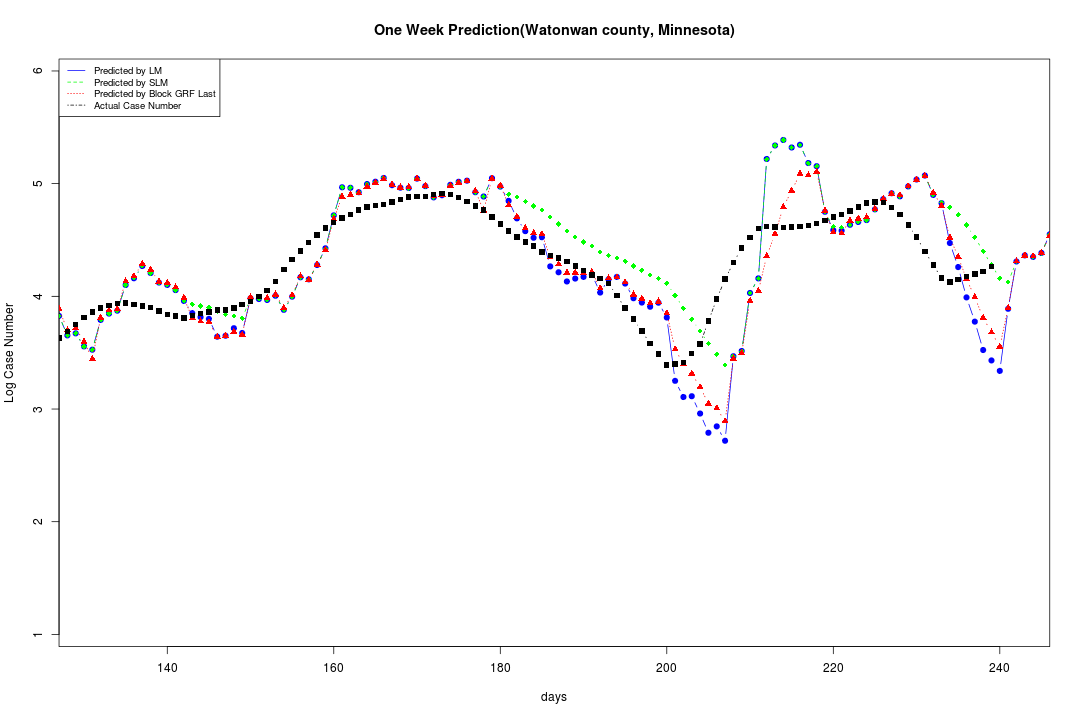 One Week Prediction(Watonwan county, Minnesota)
Predicted by LM
Predicted by SLM
Predicted by Block GRF Last
Actual Case Number
6
5
4
3
2
1
Log Case Number
140 160 180 200 220 240
days